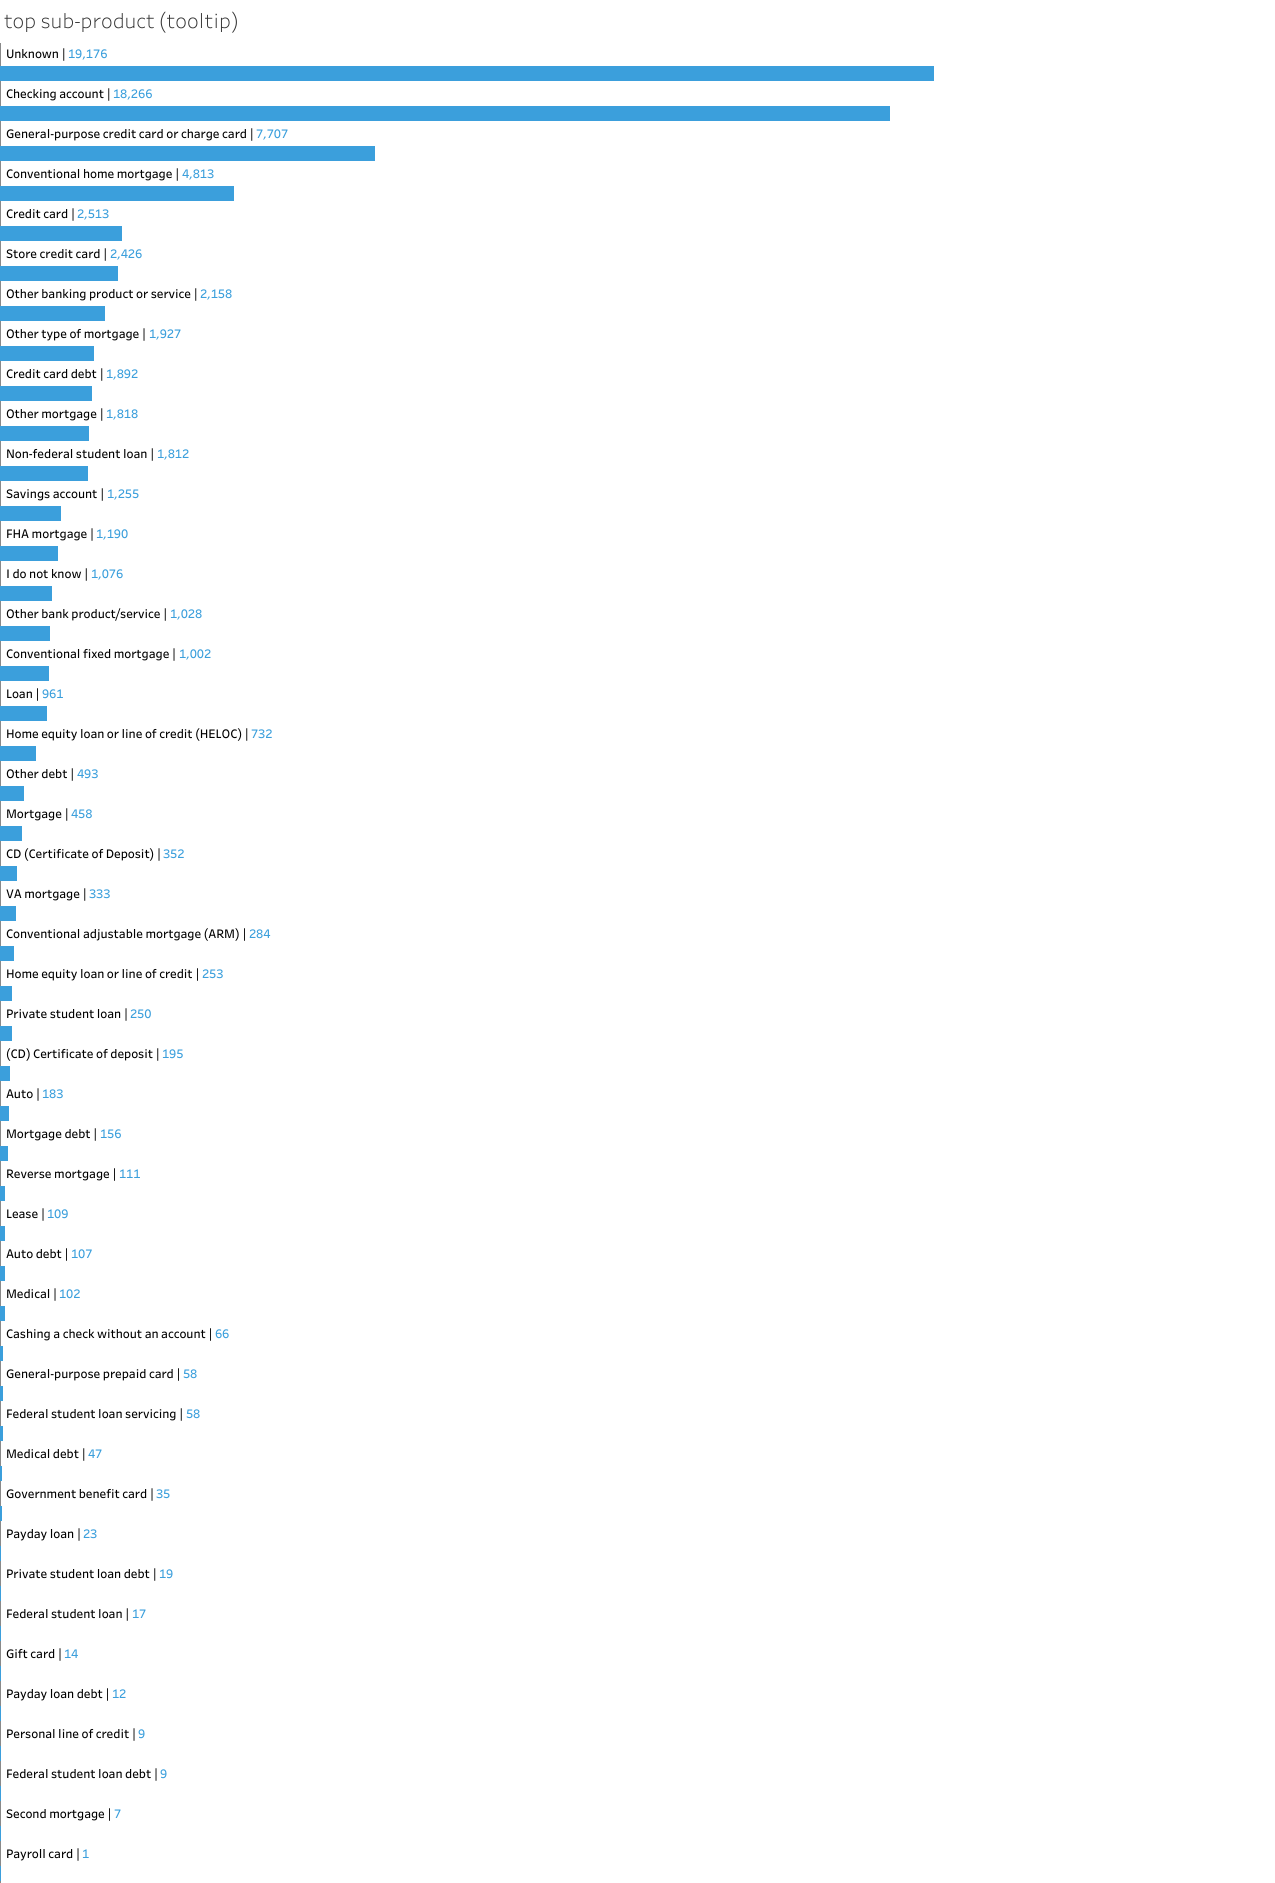 top sub-product (tooltip)
Unknown | 19,176
Checking account | 18,266
General-purpose credit card or charge card | 7,707
Conventional home mortgage | 4,813
Credit card | 2,513
Store credit card | 2,426
Other banking product or service | 2,158
Other type of mortgage | 1,927
Credit card debt | 1,892
Other mortgage | 1,818
Non-federal student loan | 1,812
Savings account | 1,255
FHA mortgage | 1,190
I do not know | 1,076
Other bank product/service | 1,028
Conventional fixed mortgage | 1,002
Loan | 961
Home equity loan or line of credit (HELOC) | 732
Other debt | 493
Mortgage | 458
CD (Certificate of Deposit) | 352
VA mortgage | 333
Conventional adjustable mortgage (ARM) | 284
Home equity loan or line of credit | 253
Private student loan | 250
(CD) Certificate of deposit | 195
Auto | 183
Mortgage debt | 156
Reverse mortgage | 111
Lease | 109
Auto debt | 107
Medical | 102
Cashing a check without an account | 66
General-purpose prepaid card | 58
Federal student loan servicing | 58
Medical debt | 47
Government benefit card | 35
Payday loan | 23
Private student loan debt | 19
Federal student loan | 17
Gift card | 14
Payday loan debt | 12
Personal line of credit | 9
Federal student loan debt | 9
Second mortgage | 7
Payroll card | 1